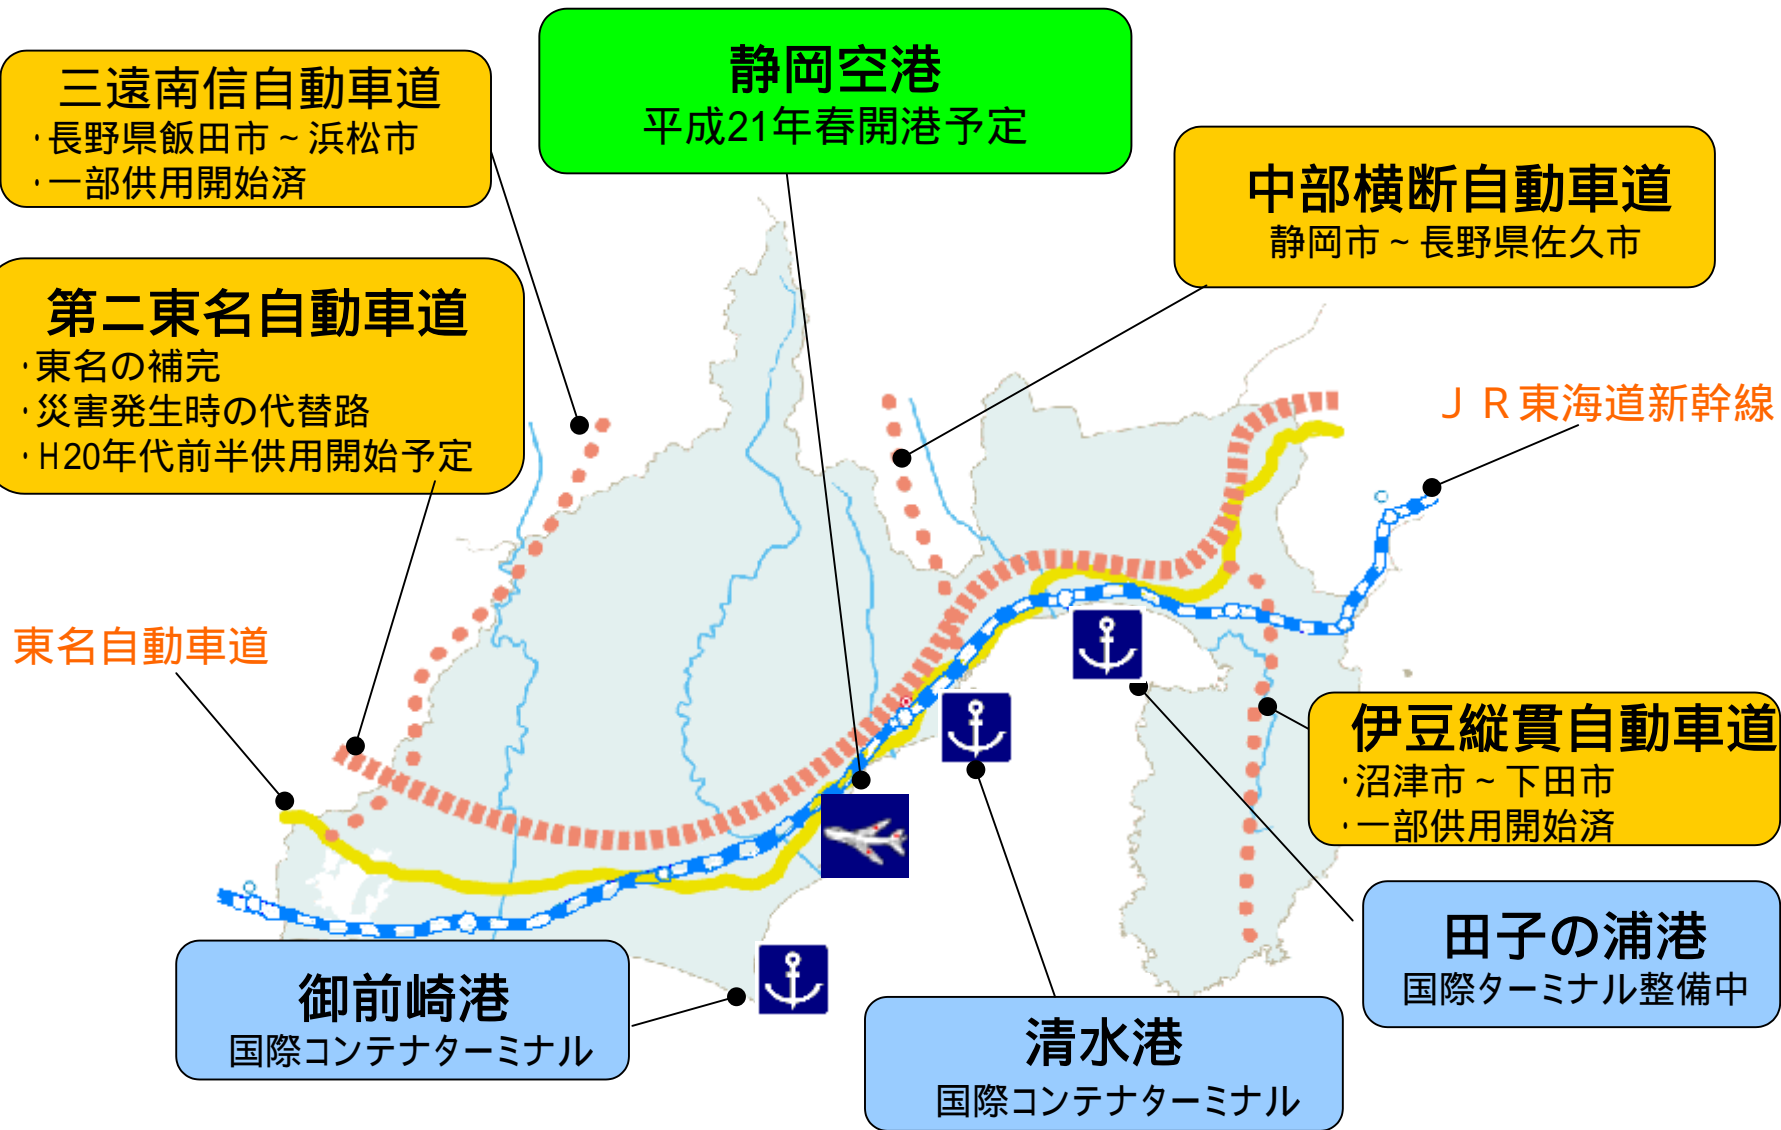 静岡空港
平成21年春開港予定
三遠南信自動車道
・長野県飯田市～浜松市
・一部供用開始済
中部横断自動車道
静岡市～長野県佐久市
第二東名自動車道
・東名の補完
・災害発生時の代替路
・H20年代前半供用開始予定
ＪＲ東海道新幹線
東名自動車道
伊豆縦貫自動車道
・沼津市～下田市
・一部供用開始済
田子の浦港
国際ターミナル整備中
御前崎港
国際コンテナターミナル
清水港
国際コンテナターミナル